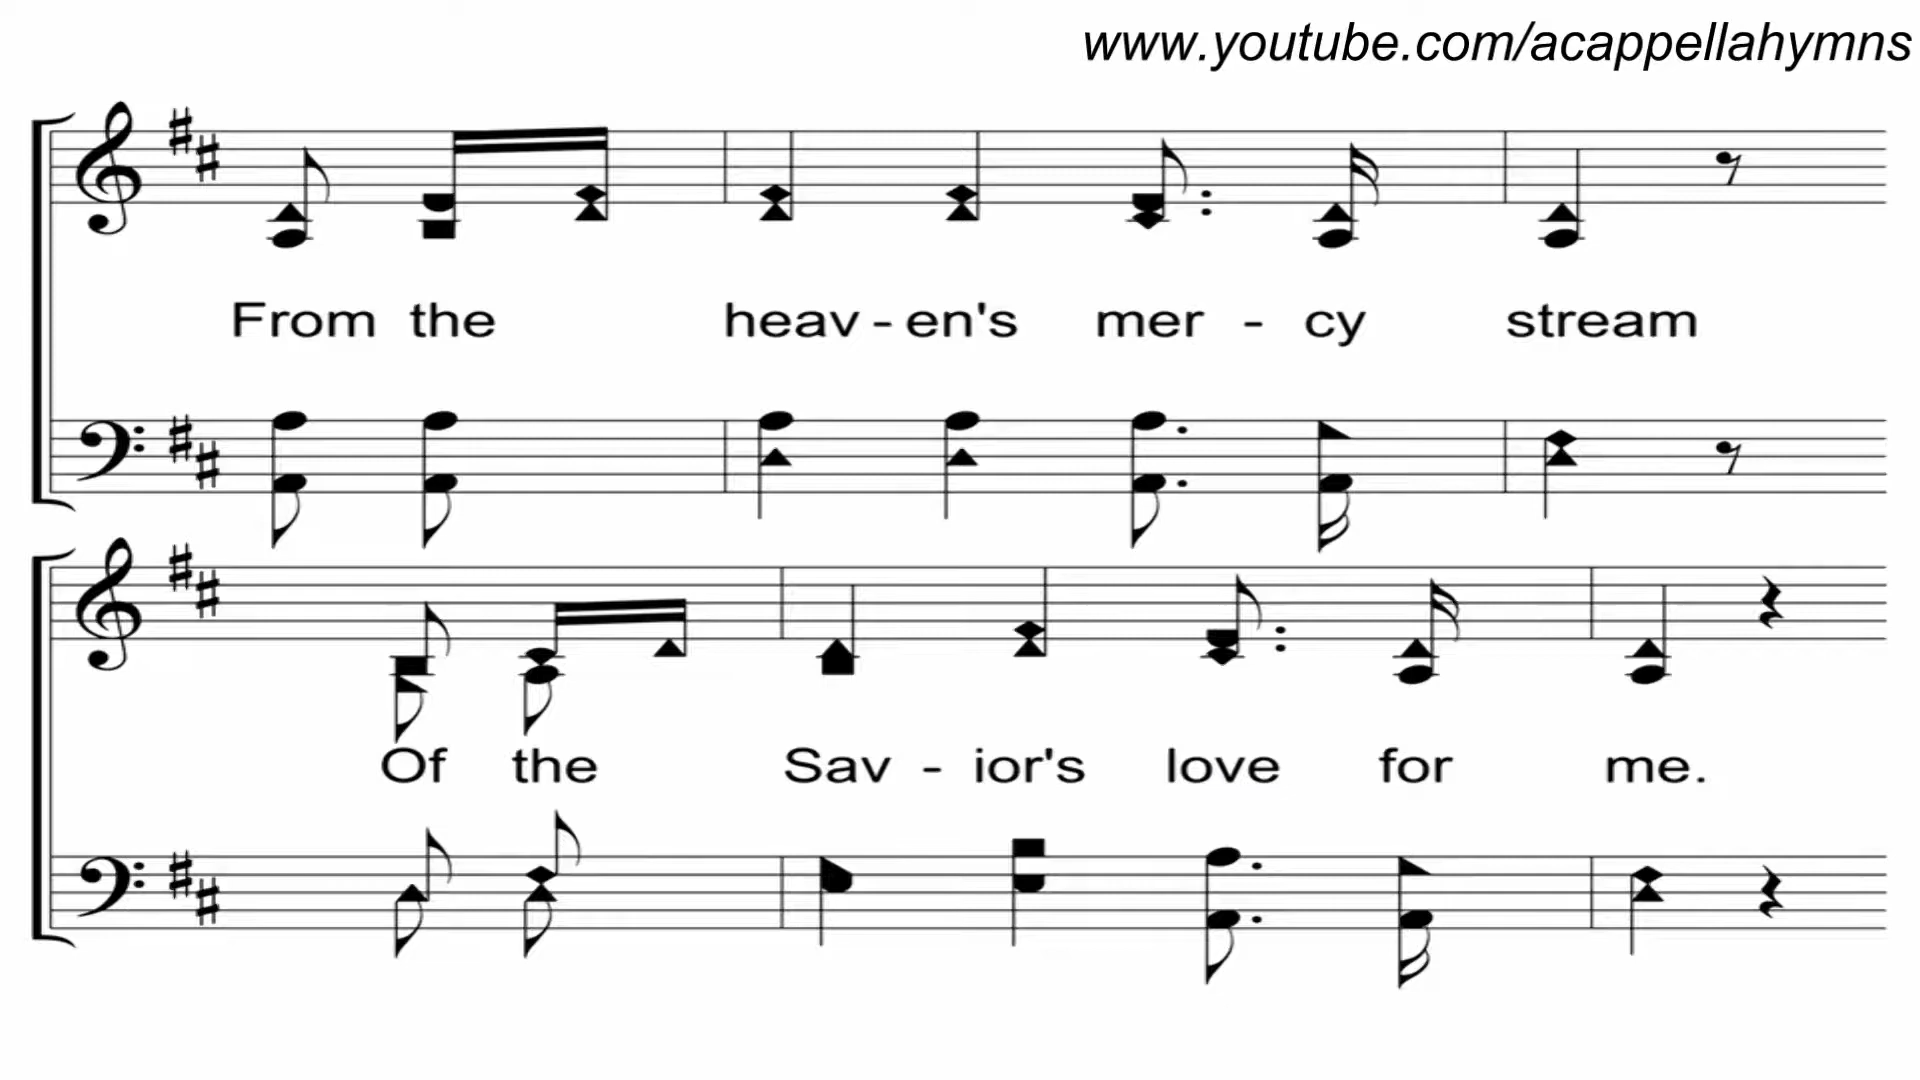 www.youtube.com/acappellahymns
From the heav - en's mer - cy stream
Of the Sav - ior's love for me.